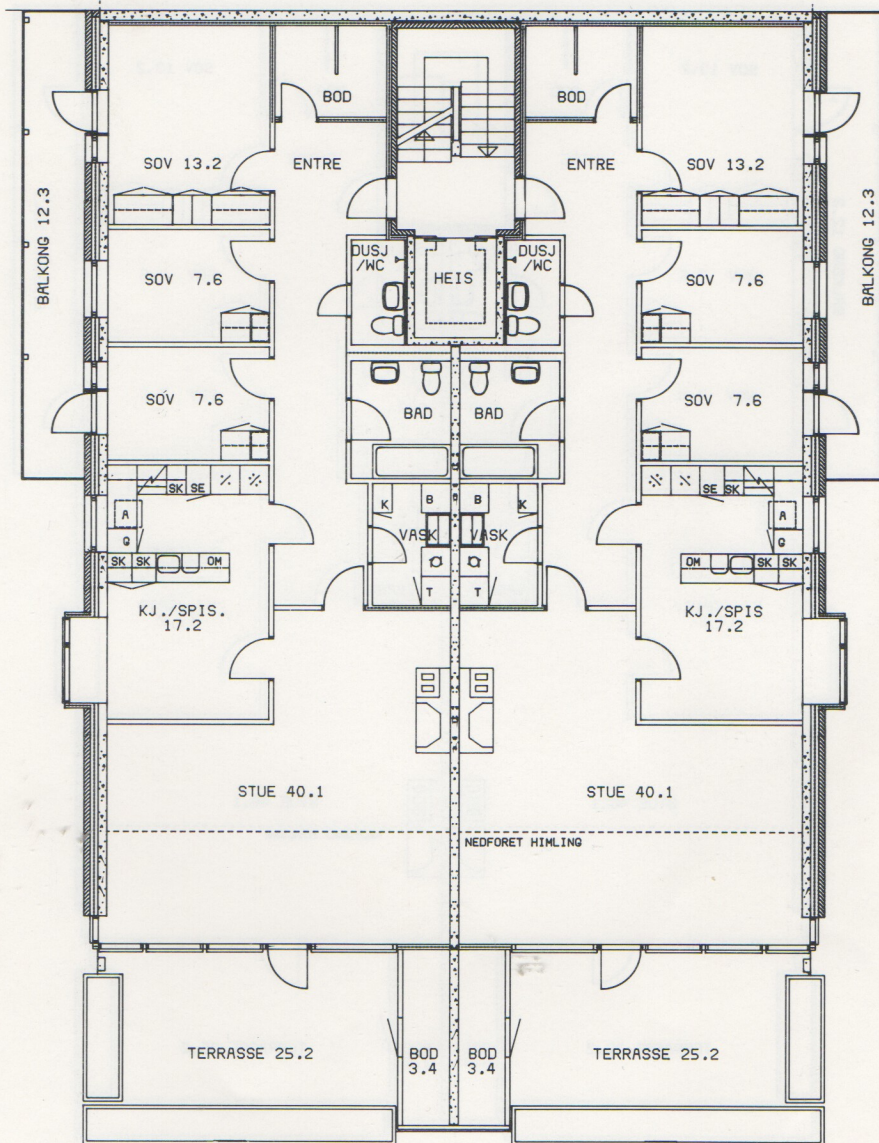 BOD
BOD
SOV 13.2
ENTRE
ENTRE
SOV 13.2
BALKONG 12.3
BALKONG 12.3
DUSJ
/WC
HEIS
DUSJ
/WC
SOV 7.6
SOV 7.6
SOV 7.6
BAD
BAD
SOV 7.6
SK
SE
SE
SK
K
B
B
K
A
G
VASK
VASK
A
G
SK
SK
OM
OM
SK
SK
T
T
KJ./SPIS.
17.2
KJ./SPIS
17.2
STUE 40.1
STUE 40.1
NEDFORET HIMLING
TERRASSE 25.2
BOD
3.4
BOD
3.4
TERRASSE 25.2